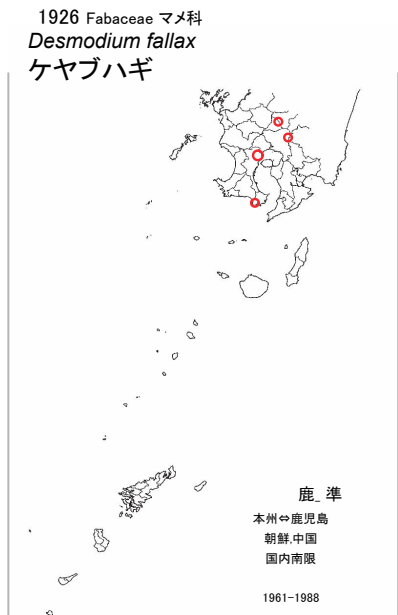 1926 Fabaceae マメ科
Desmodium fallax
ケヤブハギ
鹿_ 準
本州⇔鹿児島
朝鮮,中国
国内南限
1961-1988